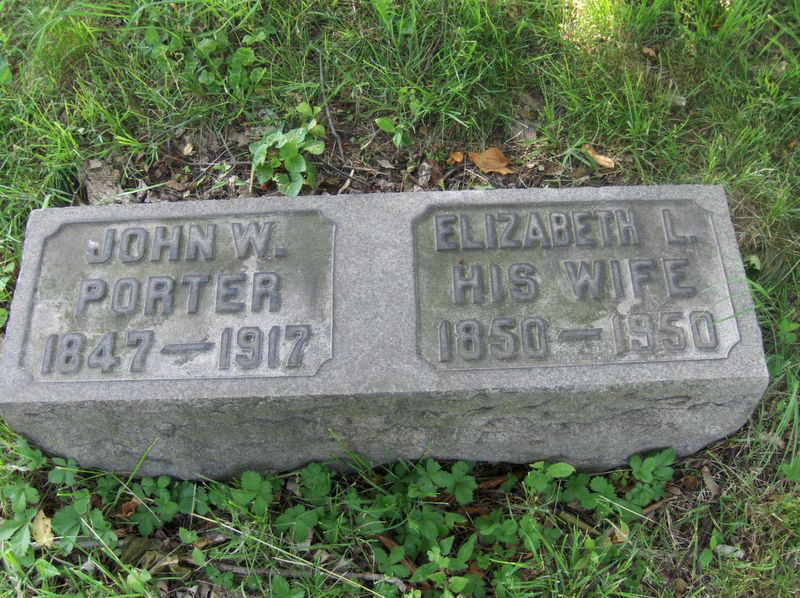 JOHN W.
PORTER
1847–1917
ELIZABETH L.
HIS WIFE
1850–1950